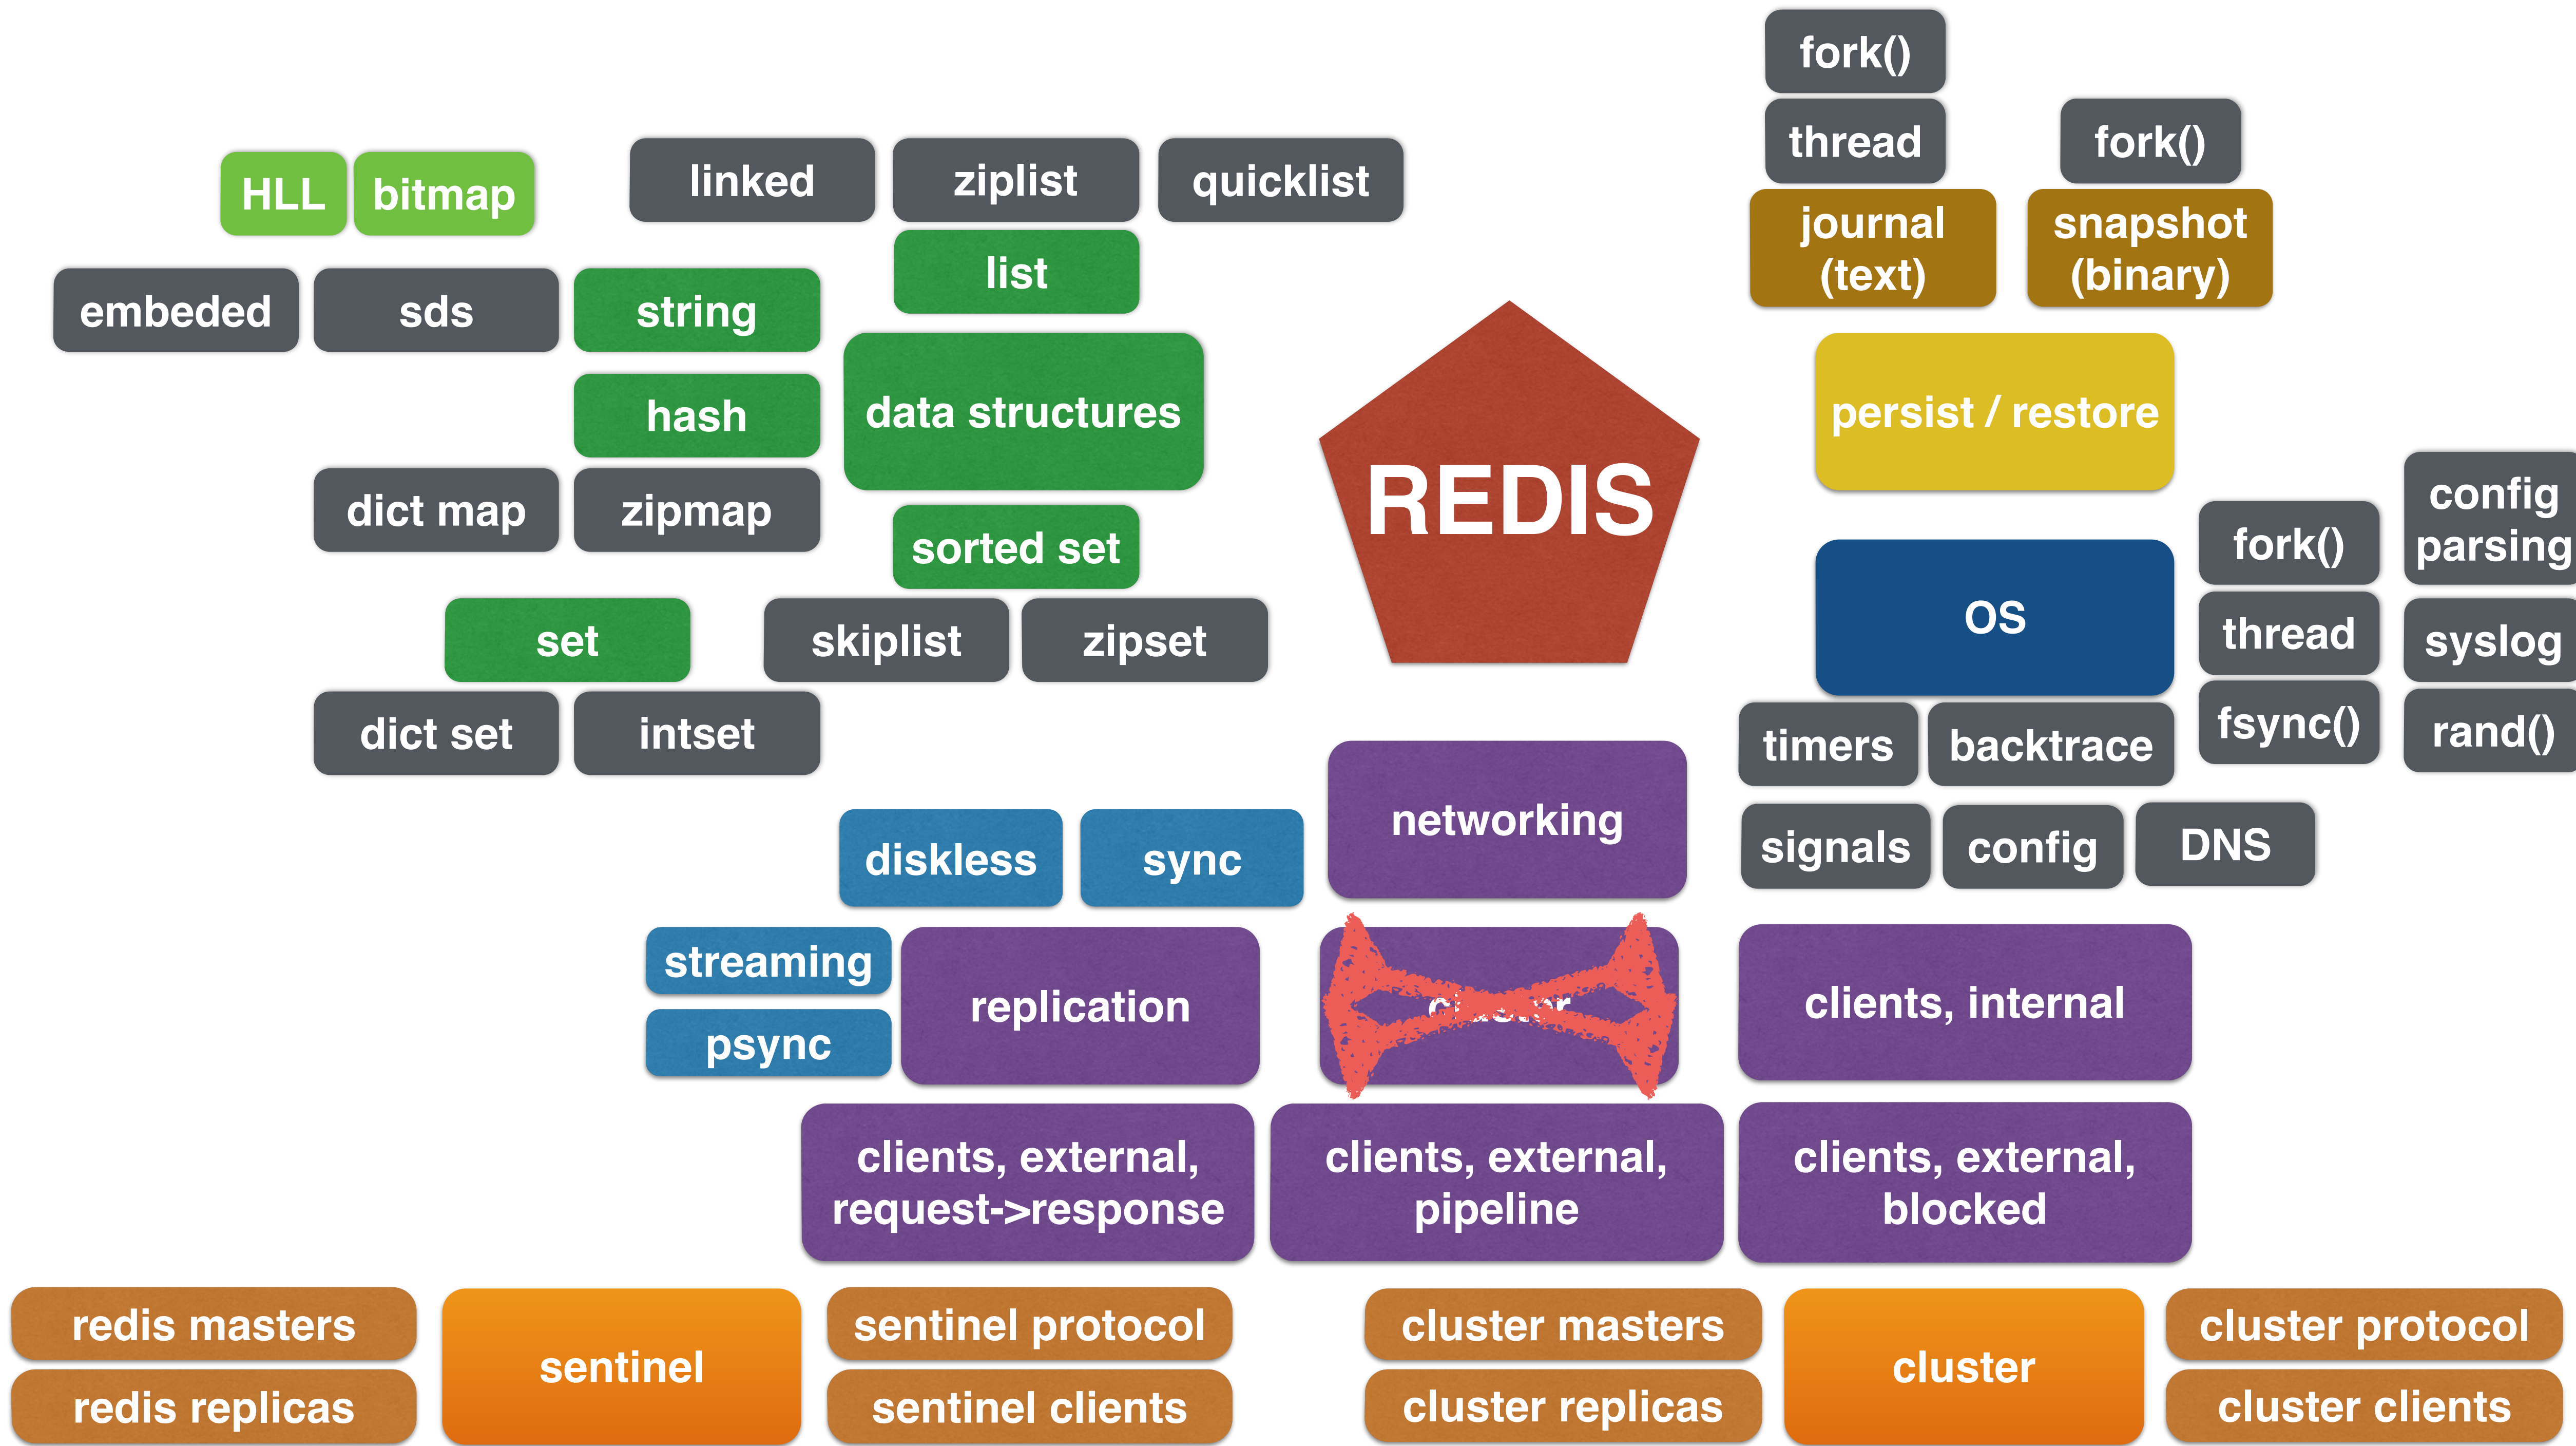 fork()
thread
fork()
HLL
bitmap
linked
ziplist
quicklist
journal
(text)
snapshot
(binary)
list
embeded
sds
string
hash
data structures
persist / restore
REDIS
dict map
zipmap
sorted set
config
parsing
fork()
OS
thread
syslog
set
skiplist
zipset
fsync()
rand()
dict set
intset
timers
backtrace
networking
diskless
sync
signals
config
DNS
streaming
replication
psync
clients, internal
clients, external,
request->response
clients, external,
pipeline
clients, external,
blocked
redis masters
redis replicas
sentinel
sentinel protocol
sentinel clients
cluster masters
cluster replicas
cluster
cluster protocol
cluster clients